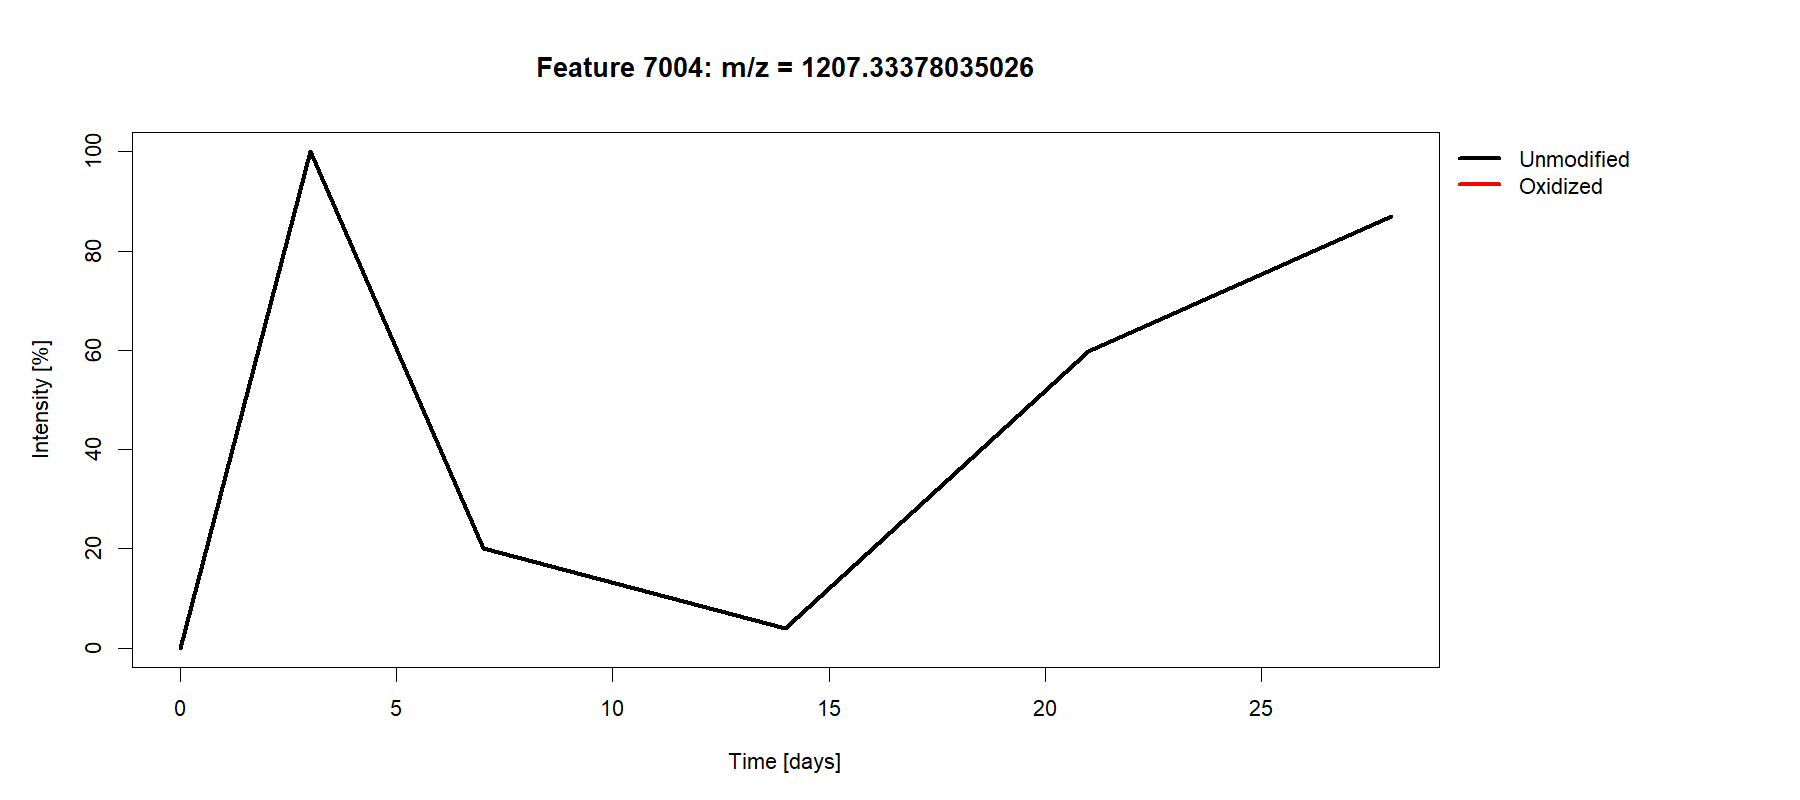 Feature 7004: m/z = 1207.33378035026
Unmodified
Oxidized
100
80
60
40
20
0
Intensity [%]
0 5 10 15 20 25
Time [days]